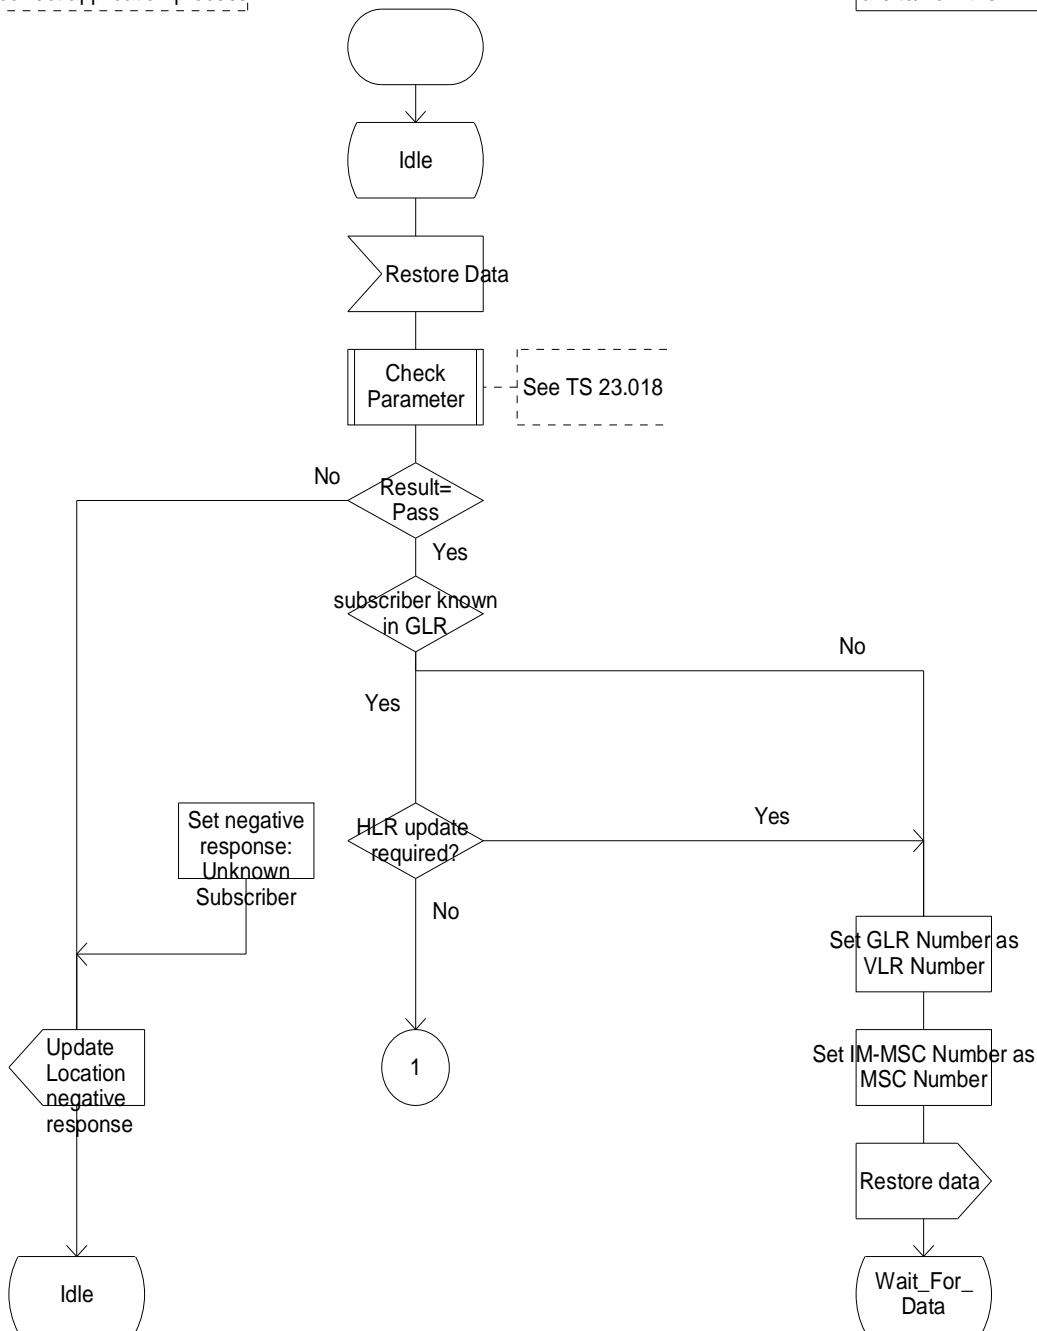 Idle
Restore Data
Check
Parameter
See TS 23.018
No
Result=
Pass
Yes
subscriber known
in GLR
No
Yes
Set negative
response:
Unknown
Subscriber
HLR update
required?
Yes
No
Set GLR Number as
VLR Number
Update
Location
negative
response
1
Set IM-MSC Number as
MSC Number
Restore data
Idle
Wait_For_
Data